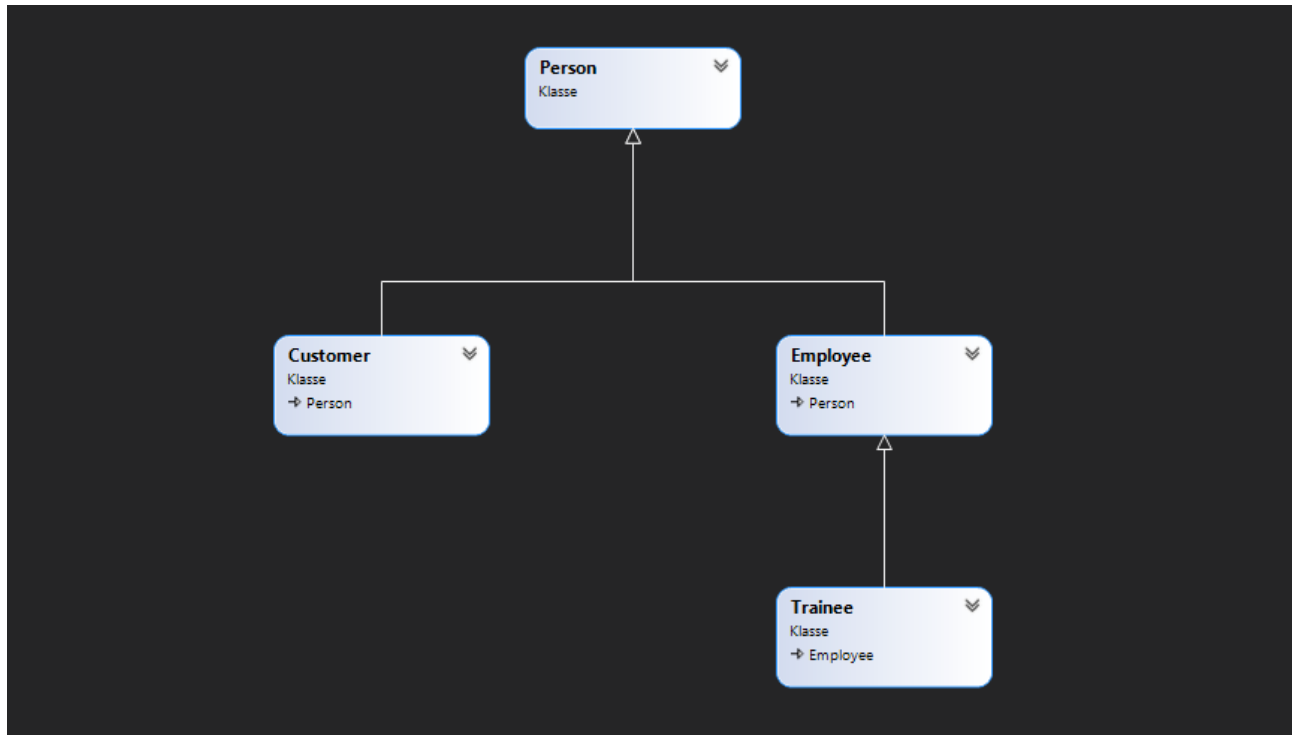 Person
Klasse
Customer
Klasse
Person
Employee
Klasse
Person
Trainee
Klasse
Employee